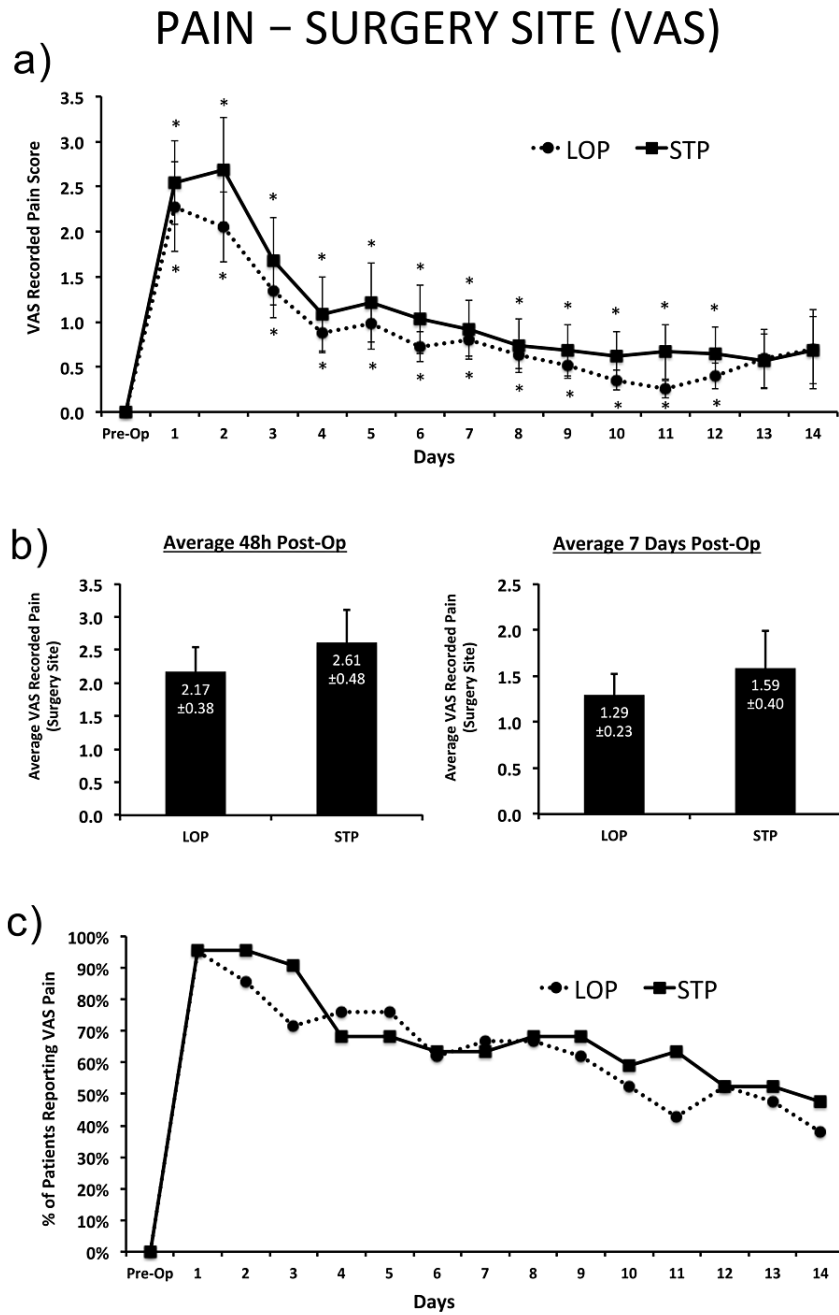 PAIN – SURGERY SITE (VAS)
a)
VAS Recorded Pain Score
3.5
3.0
2.5
2.0
1.5
1.0
0.5
0.0
* * * * * * * * * * * *
* * * * * * * * * * * *
LOP STP
Pre-Op 1 2 3 4 5 6 7 8 9 10 11 12 13 14
Days
b)
Average 48h Post-Op
Average VAS Recorded Pain
(Surgery Site)
3.5
3.0
2.5
2.0
1.5
1.0
0.5
0.0
2.17
±0.38
2.61
±0.48
LOP STP
Average 7 Days Post-Op
Average VAS Recorded Pain
(Surgery Site)
2.5
2.0
1.5
1.0
0.5
0.0
1.29
±0.23
1.59
±0.40
LOP STP
c)
% of Patients Reporting VAS Pain
100%
90%
80%
70%
60%
50%
40%
30%
20%
10%
0%
LOP STP
Pre-Op 1 2 3 4 5 6 7 8 9 10 11 12 13 14
Days